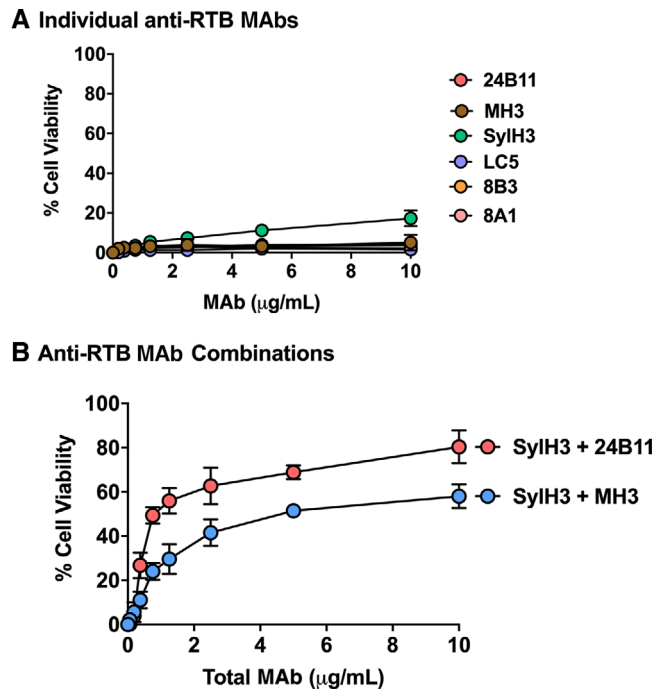 A Individual anti-RTB MAbs
100
80
60
40
20
0
% Cell Viability
0 2 4 6 8 10
MAb (μg/mL)
24B11
MH3
SylH3
LC5
8B3
8A1
B Anti-RTB MAb Combinations
100
80
60
40
20
0
% Cell Viability
0 2 4 6 8 10
Total MAb (μg/mL)
SylH3 + 24B11
SylH3 + MH3